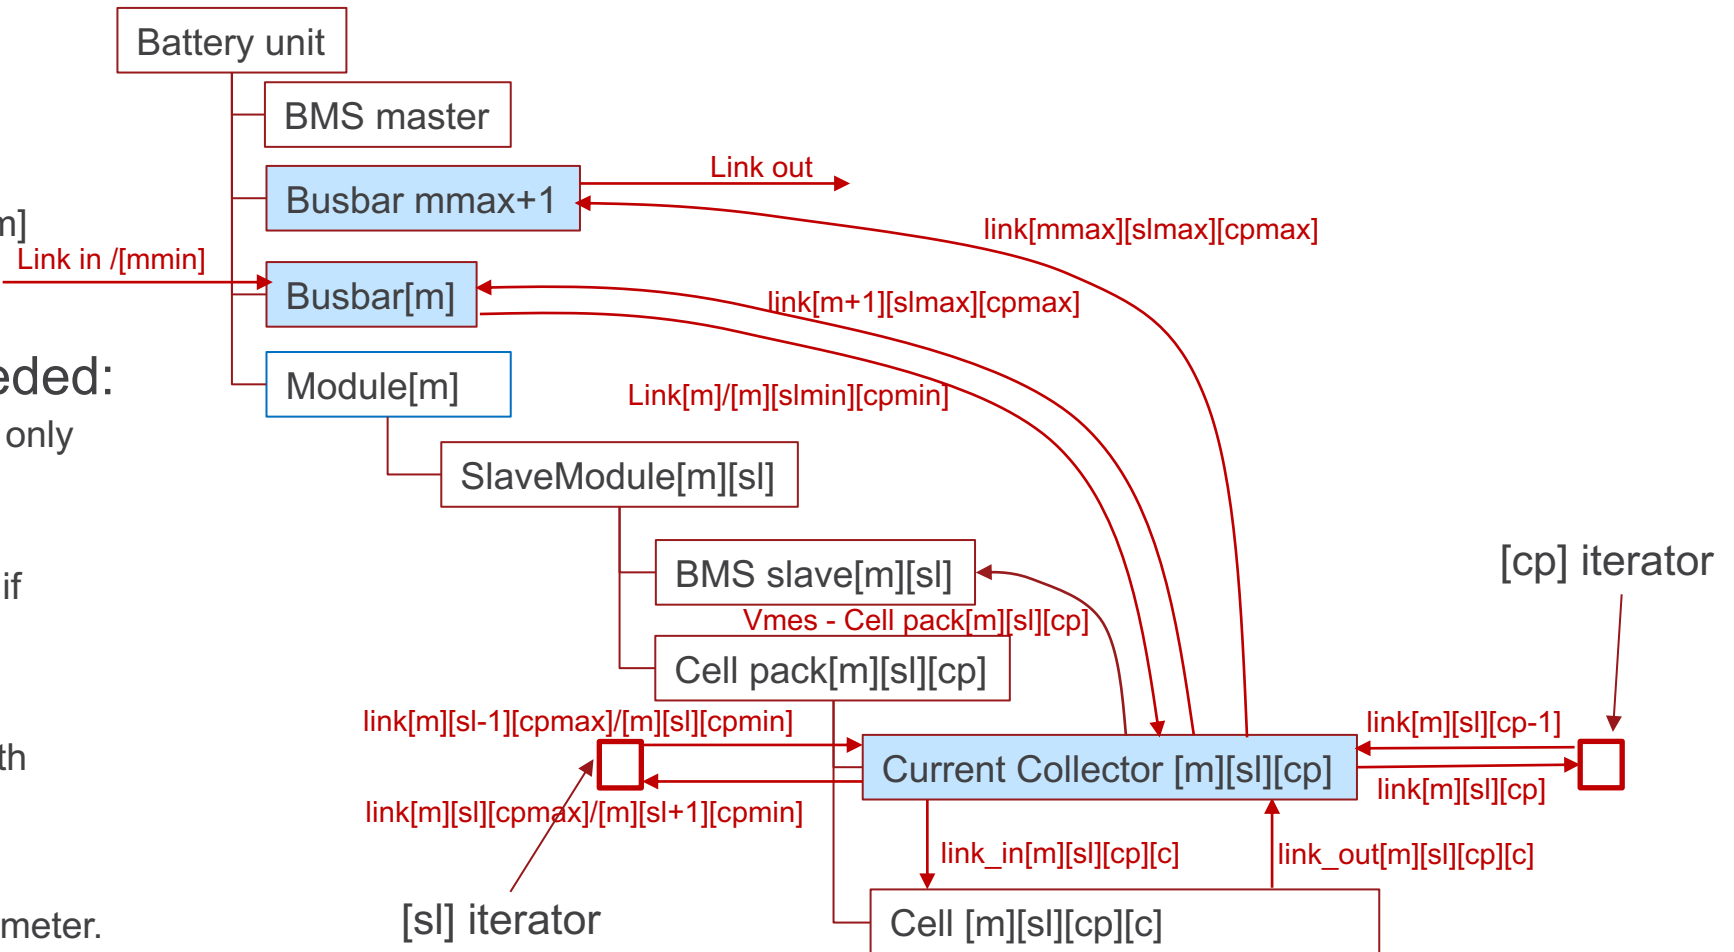 Battery unit
BMS master
Link out
Busbar mmax+1
m]
link[mmax][slmax][cpmax]
Link in /[mmin]
Busbar[m]
link[m+1][slmax][cpmax]
eded:
Module[m]
Link[m]/[m][slmin][cpmin]
only
SlaveModule[m][sl]
[cp] iterator
BMS slave[m][sl]
if
Vmes - Cell pack[m][sl][cp]
Cell pack[m][sl][cp]
link[m][sl-1][cpmax]/[m][sl][cpmin]
link[m][sl][cp-1]
th
Current Collector [m][sl][cp]
link[m][sl][cp]
link[m][sl][cpmax]/[m][sl+1][cpmin]
link_in[m][sl][cp][c]
link_out[m][sl][cp][c]
meter.
[sl] iterator
Cell [m][sl][cp][c]